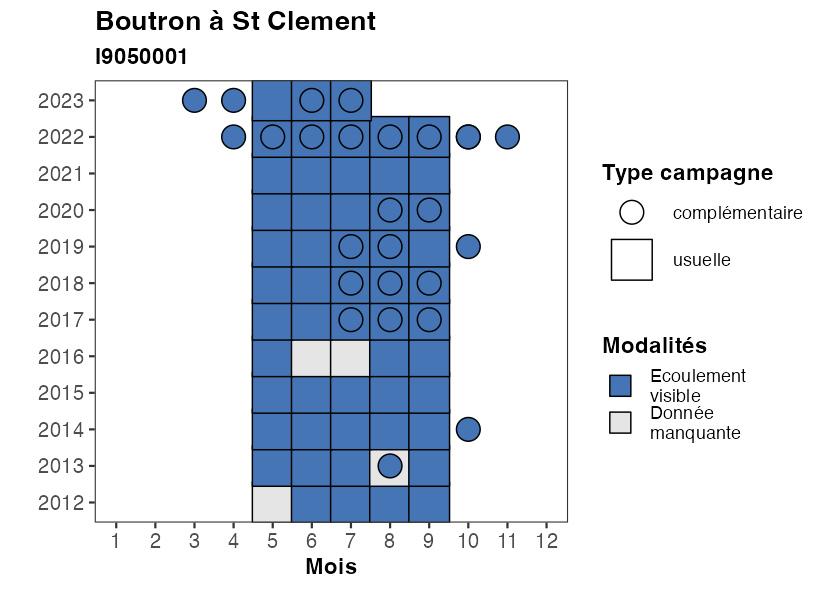 Boutron à St Clement
I9050001
2023
2022
2021
2020
2019
2018
2017
2016
2015
2014
2013
2012
1 2 3 4 5 6 7 8 9 10 11 12
Mois
Type campagne
complémentaire
usuelle
Modalités
Ecoulement
visible
Donnée
manquante